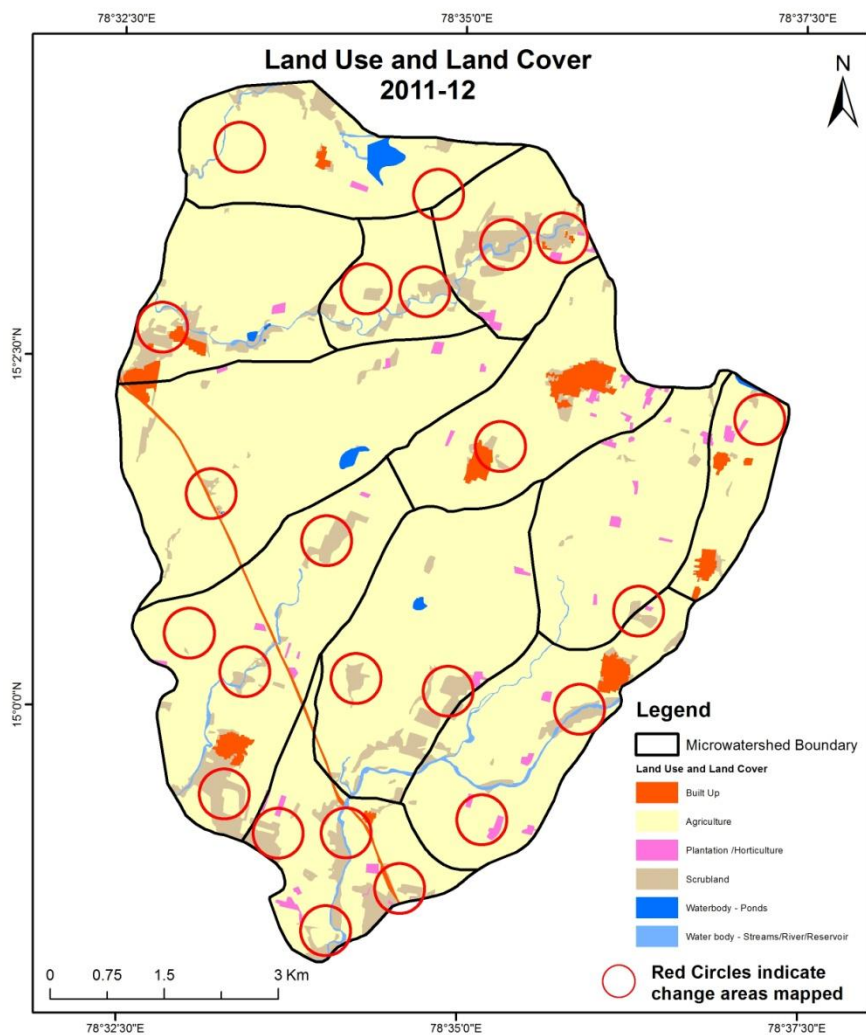 78°32'30"E 78°35'0"E 78°37'30"E
Land Use and Land Cover
2011-12
N
15°2'30"N
15°0'0"N
Legend
Microwatershed Boundary
Land Use and Land Cover
Built Up
Agriculture
Plantation /Horticulture
Scrubland
Waterbody - Ponds
Water body - Streams/River/Reservoir
Red Circles indicate
change areas mapped
0 0.75 1.5 3 Km
78°32'30"E 78°35'0"E 78°37'30"E